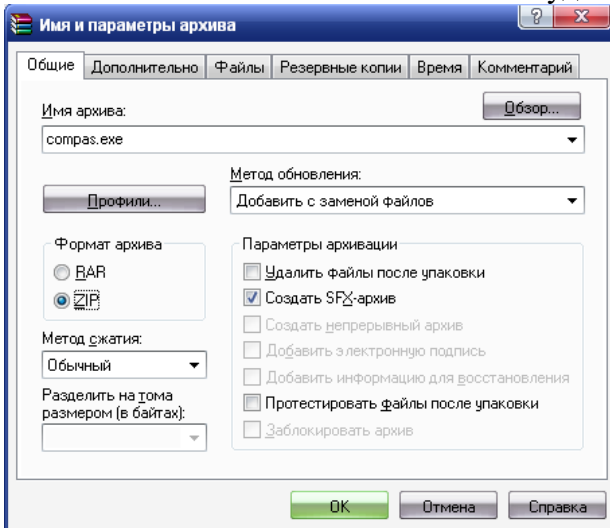 Имя и параметры архива
Общие Дополнительно Файлы Резервные копии Время Комментарий
Имя архива:
Обзор...
compas.exe
Метод обновления:
Профили...
Добавить с заменой файлов
Формат архива
Параметры архивации
RAR
Удалить файлы после упаковки
ZIP
Создать SFX-архив
Создать непрерывный архив
Метод сжатия:
Добавить электронную подпись
Обычный
Добавить информацию для восстановления
Разделить на тома
размером (в байтах):
Протестировать файлы после упаковки
Заблокировать архив
OK Отмена Справка